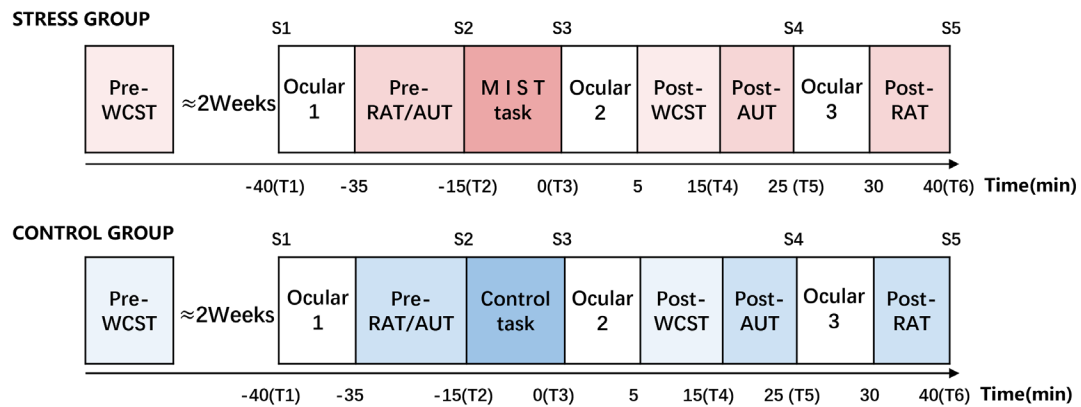 STRESS GROUP
S1 S2 S3 S4 S5
Pre-
WCST
≈2Weeks
Ocular
1
Pre-
RAT/AUT
M I S T
task
Ocular
2
Post-
WCST
Post-
AUT
Ocular
3
Post-
RAT
-40(T1) -35 -15(T2) 0(T3) 5 15(T4) 25 (T5) 30 40(T6) Time(min)
CONTROL GROUP
S1 S2 S3 S4 S5
Pre-
WCST
≈2Weeks
Ocular
1
Pre-
RAT/AUT
Control
task
Ocular
2
Post-
WCST
Post-
AUT
Ocular
3
Post-
RAT
-40(T1) -35 -15(T2) 0(T3) 5 15(T4) 25 (T5) 30 40(T6) Time(min)